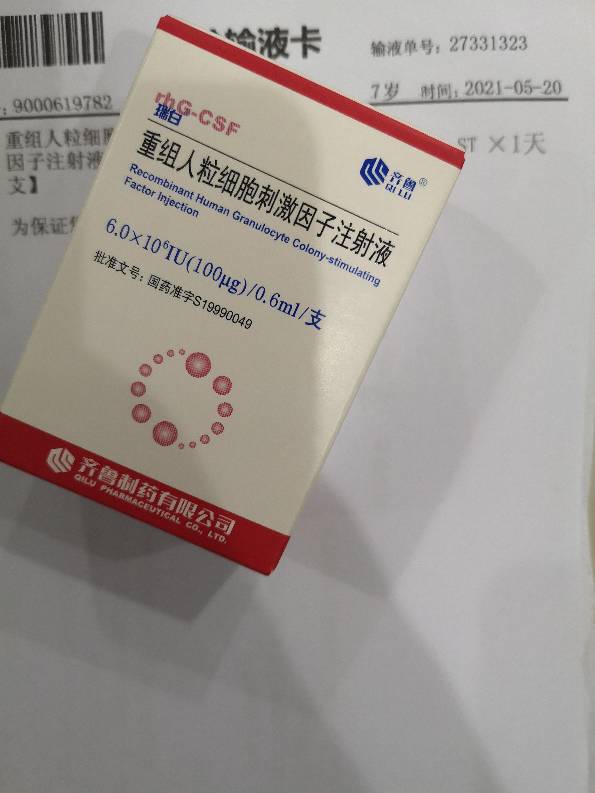 输液卡
输液单号: 27331323
7岁 时间: 2021-05-20
: 9000619782
重组人粒细胞
因子注射液
支】
ST ×1天
为保证
rhG-CSF
瑞白
齐鲁®
QILU
重组人粒细胞刺激因子注射液
Recombinant Human Granulocyte Colony-stimulating
Factor Injection
6.0×10⁶IU(100μg)/0.6ml/支
批准文号: 国药准字S19990049
齐鲁制药有限公司
QILU PHARMACEUTICAL CO., LTD.